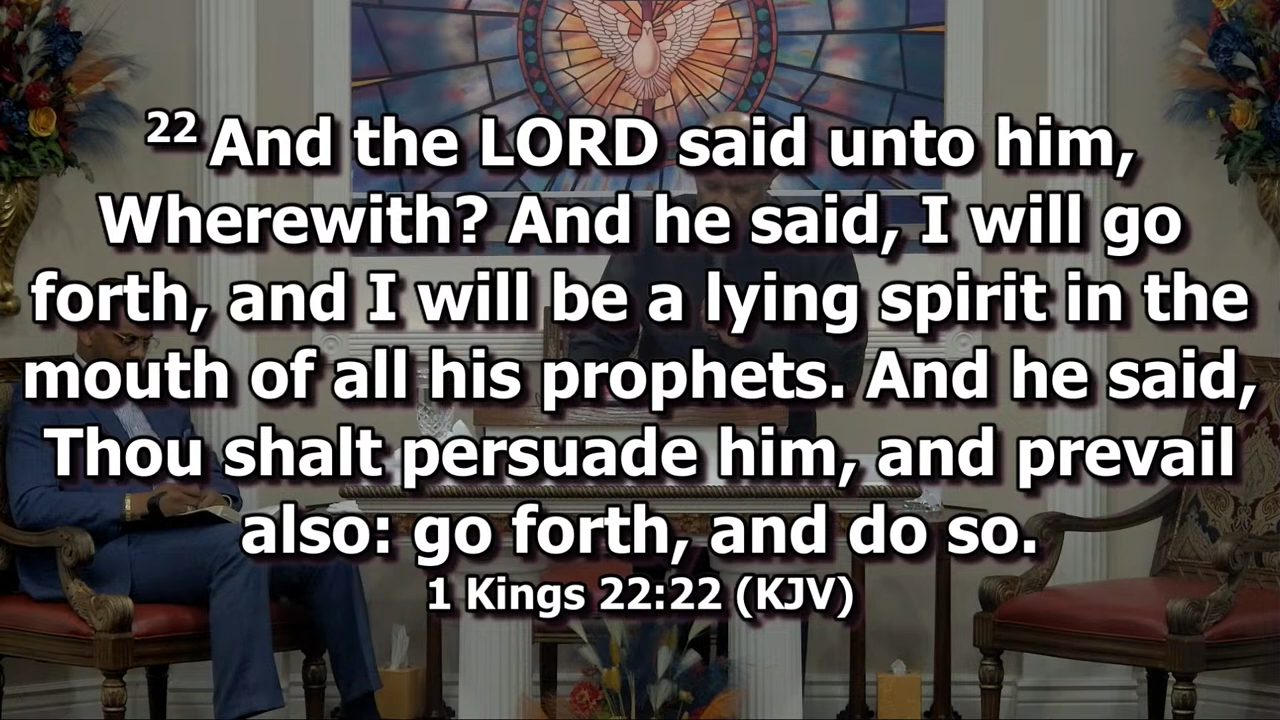 22 And the LORD said unto him,
Wherewith? And he said, I will go
forth, and I will be a lying spirit in the
mouth of all his prophets. And he said,
Thou shalt persuade him, and prevail
also: go forth, and do so.
1 Kings 22:22 (KJV)